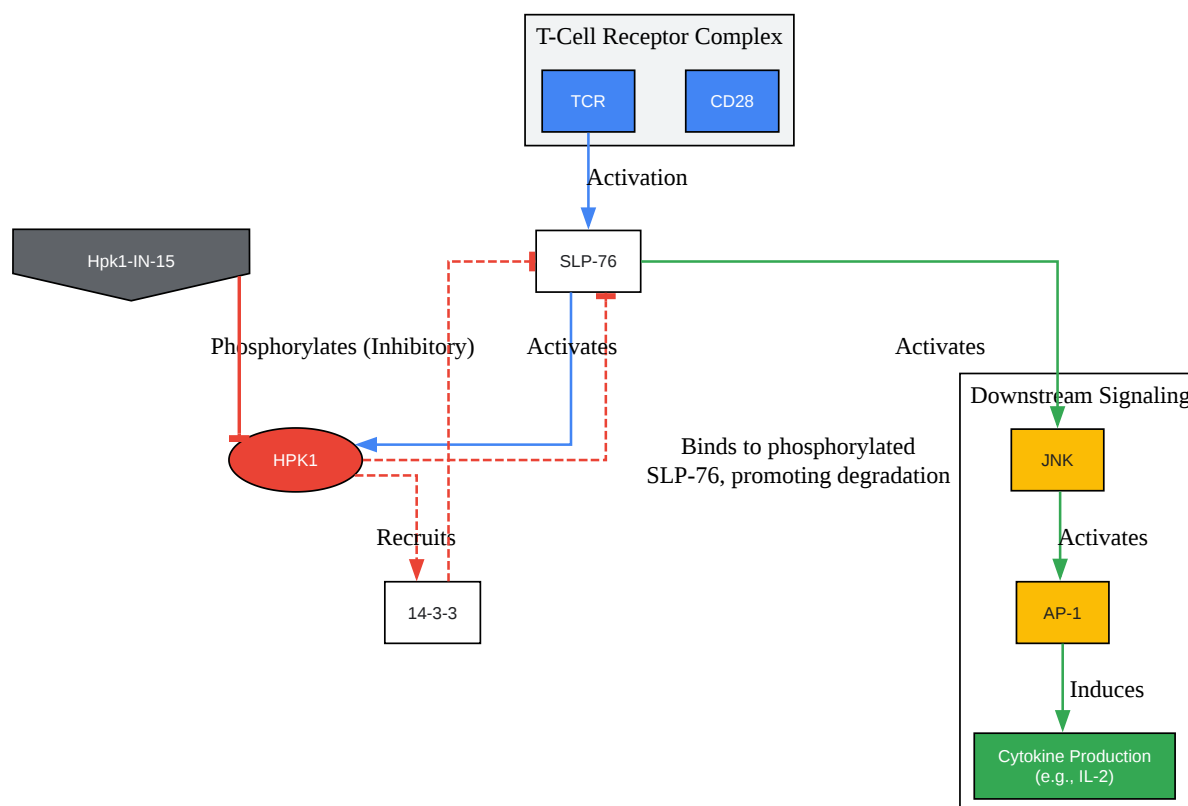 T-Cell Receptor Complex
TCR
CD28
Activation
Hpk1-IN-15
SLP-76
Phosphorylates (Inhibitory)
Activates
Activates
Downstream Signaling
HPK1
Binds to phosphorylated
SLP-76, promoting degradation
JNK
Recruits
Activates
14-3-3
AP-1
Induces
Cytokine Production
(e.g., IL-2)